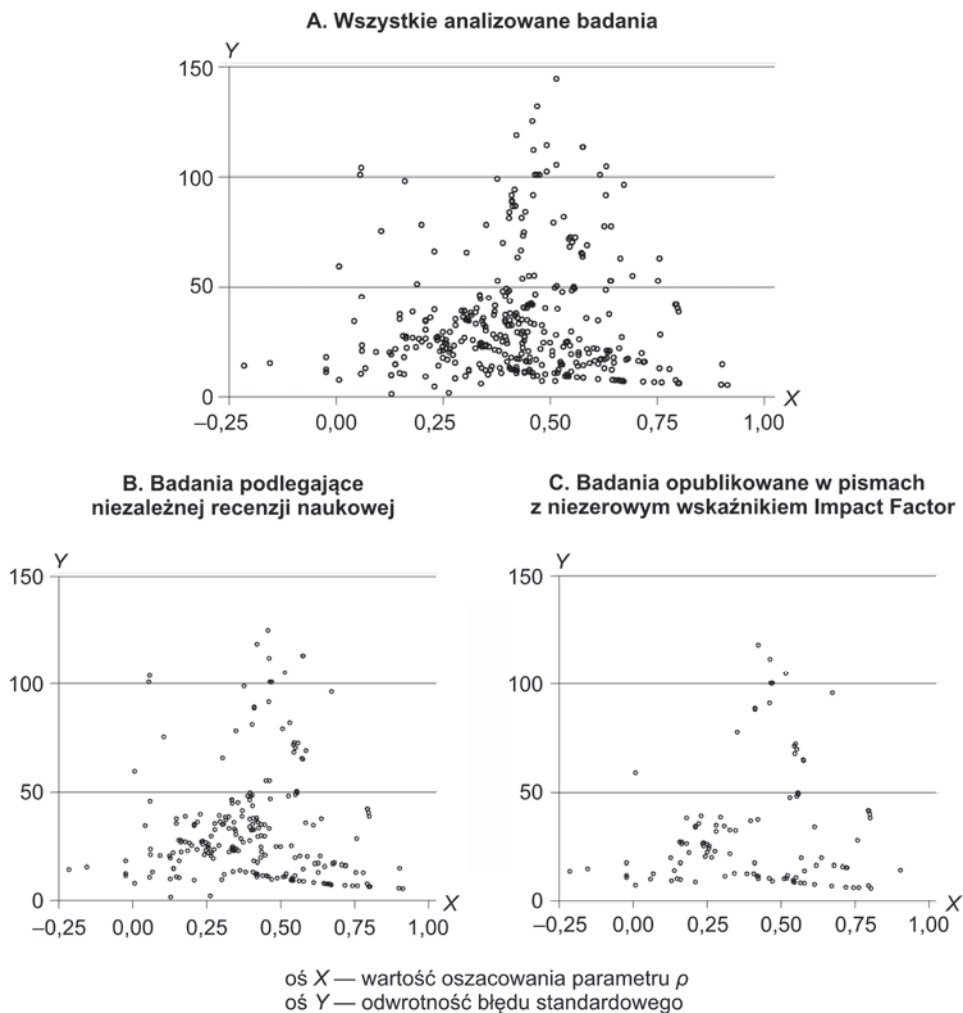 A. Wszystkie analizowane badania
Y
150
100
50
0
–0,25 0,00 0,25 0,50 0,75 1,00
X
B. Badania podlegające
niezależnej recenzji naukowej
Y
150
100
50
0
–0,25 0,00 0,25 0,50 0,75 1,00
X
C. Badania opublikowane w pismach
z niezerowym wskaźnikiem Impact Factor
Y
150
100
50
0
–0,25 0,00 0,25 0,50 0,75 1,00
X
oś X — wartość oszacowania parametru ρ
oś Y — odwrotność błędu standardowego